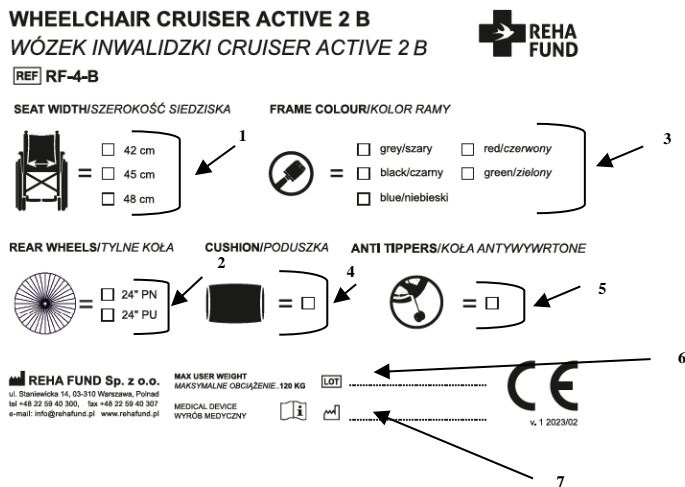 WHEELCHAIR CRUISER ACTIVE 2 B
WÓZEK INWALIDZKI CRUISER ACTIVE 2 B
REHA
FUND
REF RF-4-B
SEAT WIDTH/SZEROKOŚĆ SIEDZISKA
FRAME COLOUR/KOLOR RAMY
1
3
= 42 cm
45 cm
48 cm
= grey/szary
red/czerwony
black/czarny
green/zielony
blue/niebieski
REAR WHEELS/TYLNE KOŁA
CUSHION/PODUSZKA
ANTI TIPPERS/KOŁA ANTYWYWRTONE
2
4
5
= 24" PN
24" PU
=
=
6
REHA FUND Sp. z o.o.
ul. Staniewicka 14, 03-310 Warszawa, Polnad
tel +48 22 59 40 300, fax +48 22 59 40 307
e-mail: info@rehafund.pl www.rehafund.pl
MAX USER WEIGHT
MAKSYMALNE OBCIĄŻENIE..120 KG
MEDICAL DEVICE
WYRÓB MEDYCZNY
LOT
CE
v. 1 2023/02
7